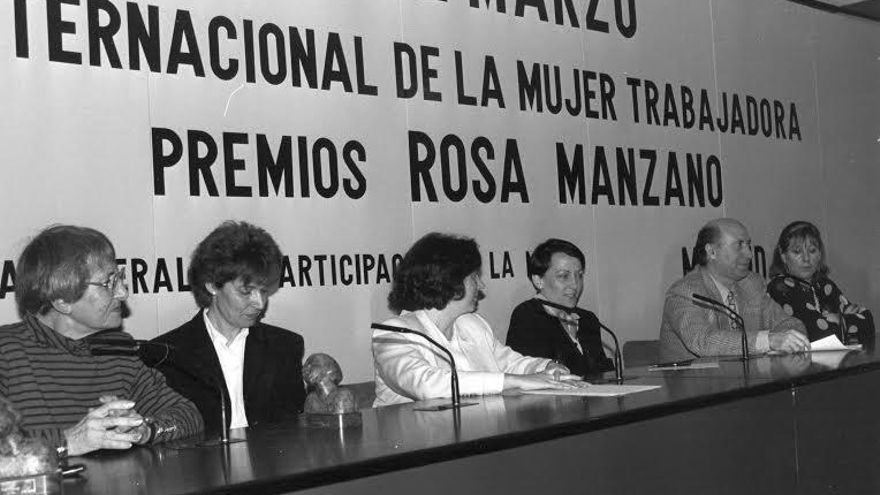 MARZO
TERNACIONAL DE LA MUJER TRABAJADORA
PREMIOS ROSA MANZANO
ERAL PARTICIPAC LA M M D